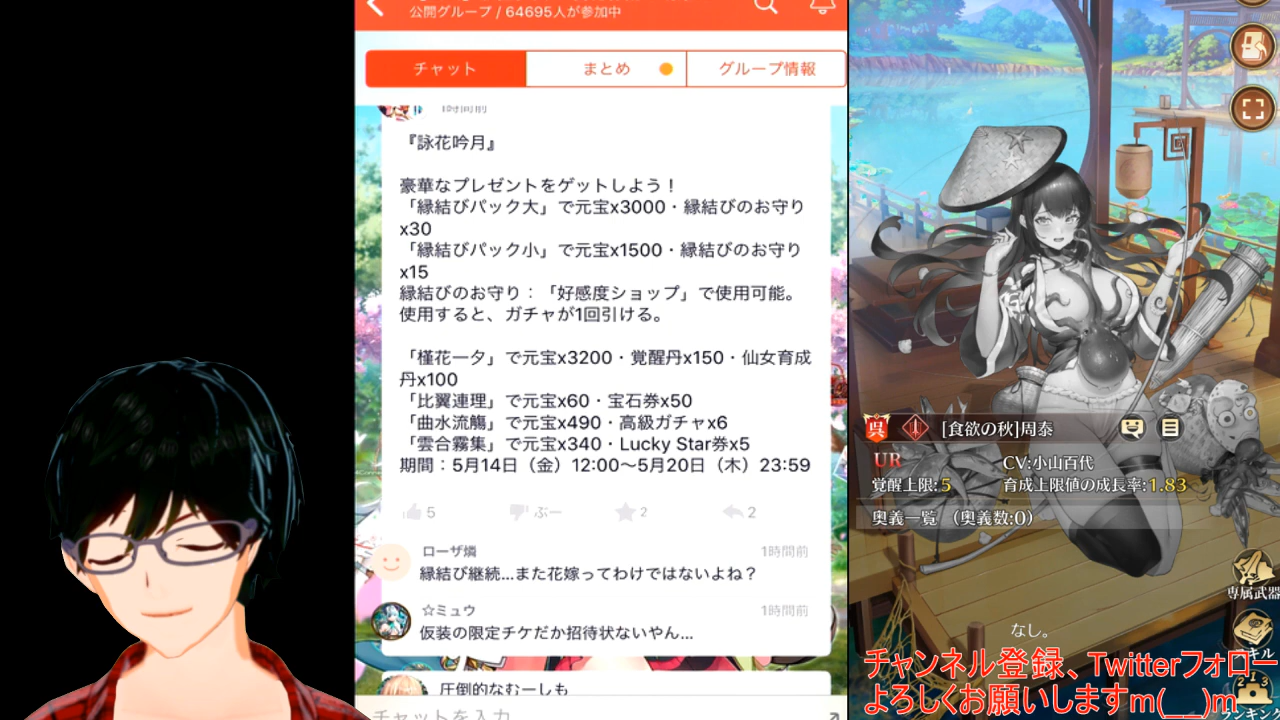 公開グループ / 64695人が参加中
チャット
まとめ
グループ情報
1時間前
『詠花吟月』
豪華なプレゼントをゲットしよう！
「縁結びパック大」で元宝x3000・縁結びのお守り
x30
「縁結びパック小」で元宝x1500・縁結びのお守り
x15
縁結びのお守り：「好感度ショップ」で使用可能。
使用すると、ガチャが1回引ける。
「槿花一夕」で元宝x3200・覚醒丹x150・仙女育成
丹x100
「比翼連理」で元宝x60・宝石券x50
「曲水流觴」で元宝x490・高級ガチャx6
「雲合霧集」で元宝x340・Lucky Star券x5
期間：5月14日（金）12:00〜5月20日（木）23:59
5
ぶー
2
2
ローザ燐
1時間前
縁結び継続...また花嫁ってわけではないよね？
☆ミュウ
1時間前
仮装の限定チケだか招待状ないやん...
圧倒的なむーしも
チャットを入力
呉
[食欲の秋]周泰
UR
CV:小山百代
覚醒上限:5
育成上限値の成長率:1.83
奥義一覧 （奥義数:0）
専属武器
なし。
キル
チャンネル登録、Twitterフォロー
よろしくお願いしますm(__)m
ランキング